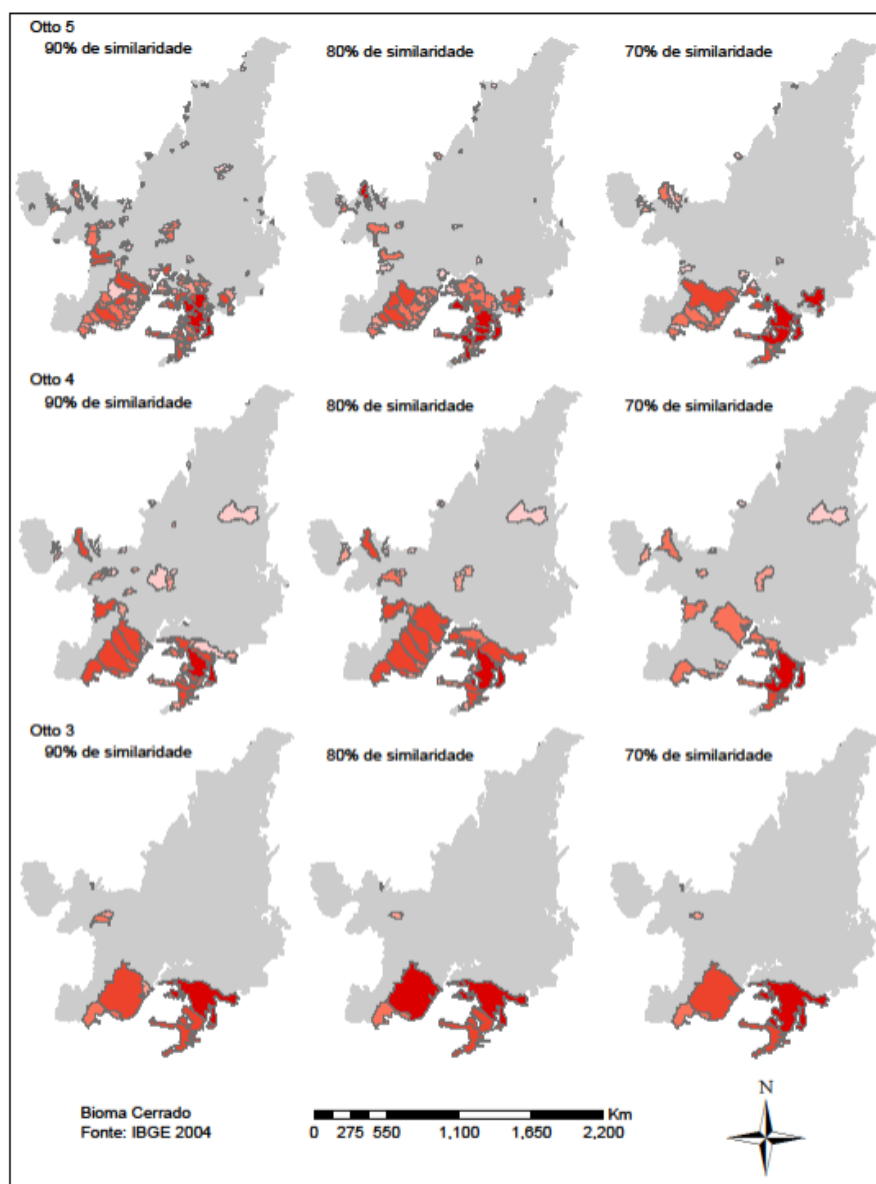 Otto 5
90% de similaridade 80% de similaridade 70% de similaridade
Otto 4
90% de similaridade 80% de similaridade 70% de similaridade
Otto 3
90% de similaridade 80% de similaridade 70% de similaridade
N
Bioma Cerrado
Fonte: IBGE 2004
Km
0 275 550 1,100 1,650 2,200